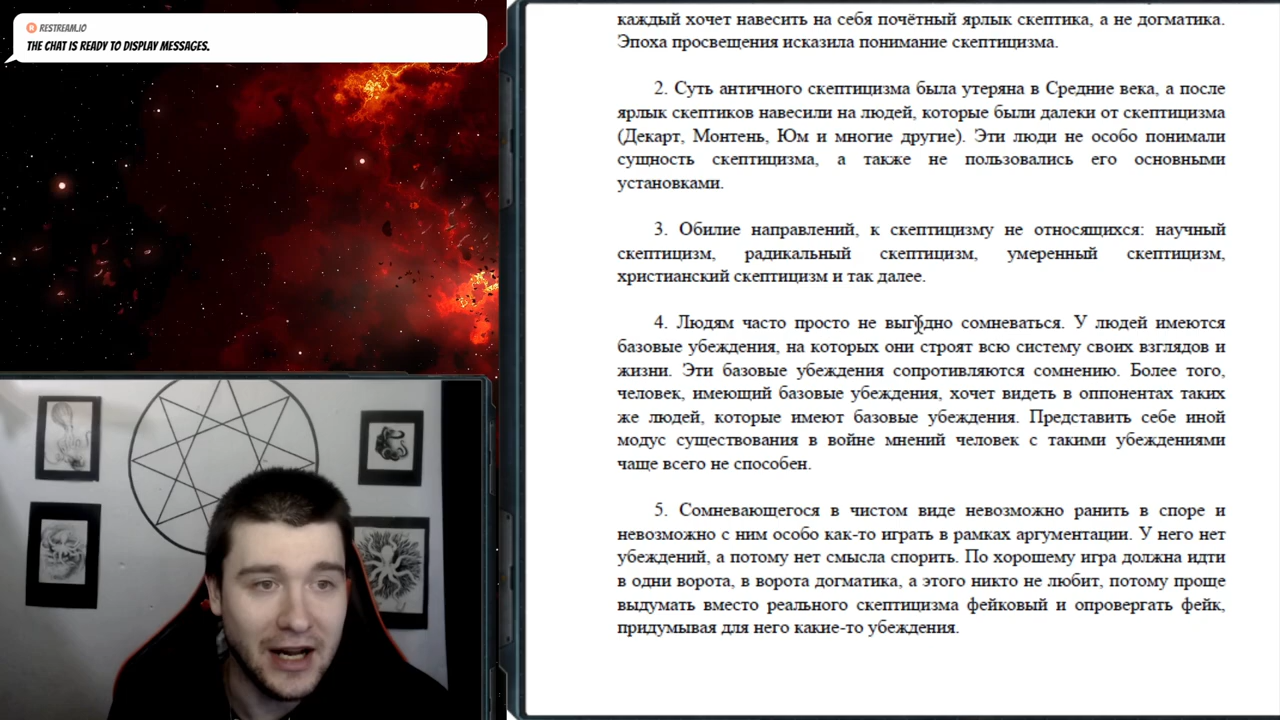 RESTREAM.IO
THE CHAT IS READY TO DISPLAY MESSAGES.
каждый хочет навесить на себя почётный ярлык скептика, а не догматика.
Эпоха просвещения исказила понимание скептицизма.
2. Суть античного скептицизма была утеряна в Средние века, а после
ярлык скептиков навесили на людей, которые были далеки от скептицизма
(Декарт, Монтень, Юм и многие другие). Эти люди не особо понимали
сущность скептицизма, а также не пользовались его основными
установками.
3. Обилие направлений, к скептицизму не относящихся: научный
скептицизм, радикальный скептицизм, умеренный скептицизм,
христианский скептицизм и так далее.
4. Людям часто просто не выгодно сомневаться. У людей имеются
базовые убеждения, на которых они строят всю систему своих взглядов и
жизни. Эти базовые убеждения сопротивляются сомнению. Более того,
человек, имеющий базовые убеждения, хочет видеть в оппонентах таких
же людей, которые имеют базовые убеждения. Представить себе иной
модус существования в войне мнений человек с такими убеждениями
чаще всего не способен.
5. Сомневающегося в чистом виде невозможно ранить в споре и
невозможно с ним особо как-то играть в рамках аргументации. У него нет
убеждений, а потому нет смысла спорить. По хорошему игра должна идти
в одни ворота, в ворота догматика, а этого никто не любит, потому проще
выдумать вместо реального скептицизма фейковый и опровергать фейк,
придумывая для него какие-то убеждения.